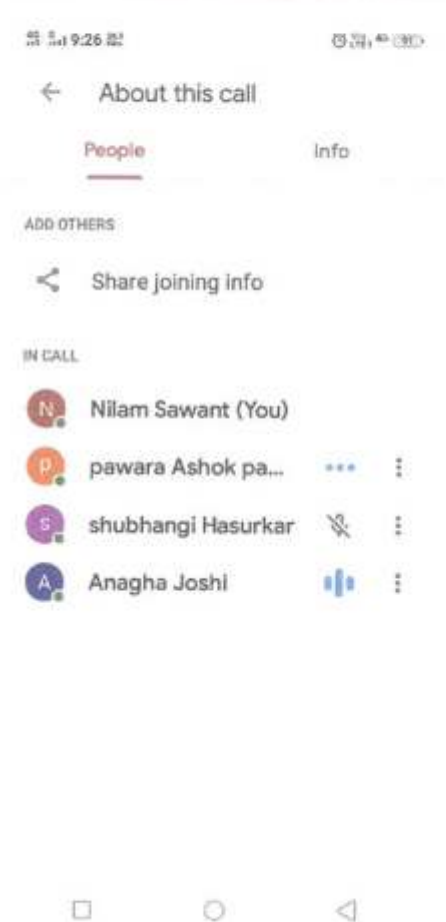 9:26
About this call
People Info
ADD OTHERS
Share joining info
IN CALL
N Nilam Sawant (You)
P pawara Ashok pa...
S shubhangi Hasurkar
A Anagha Joshi